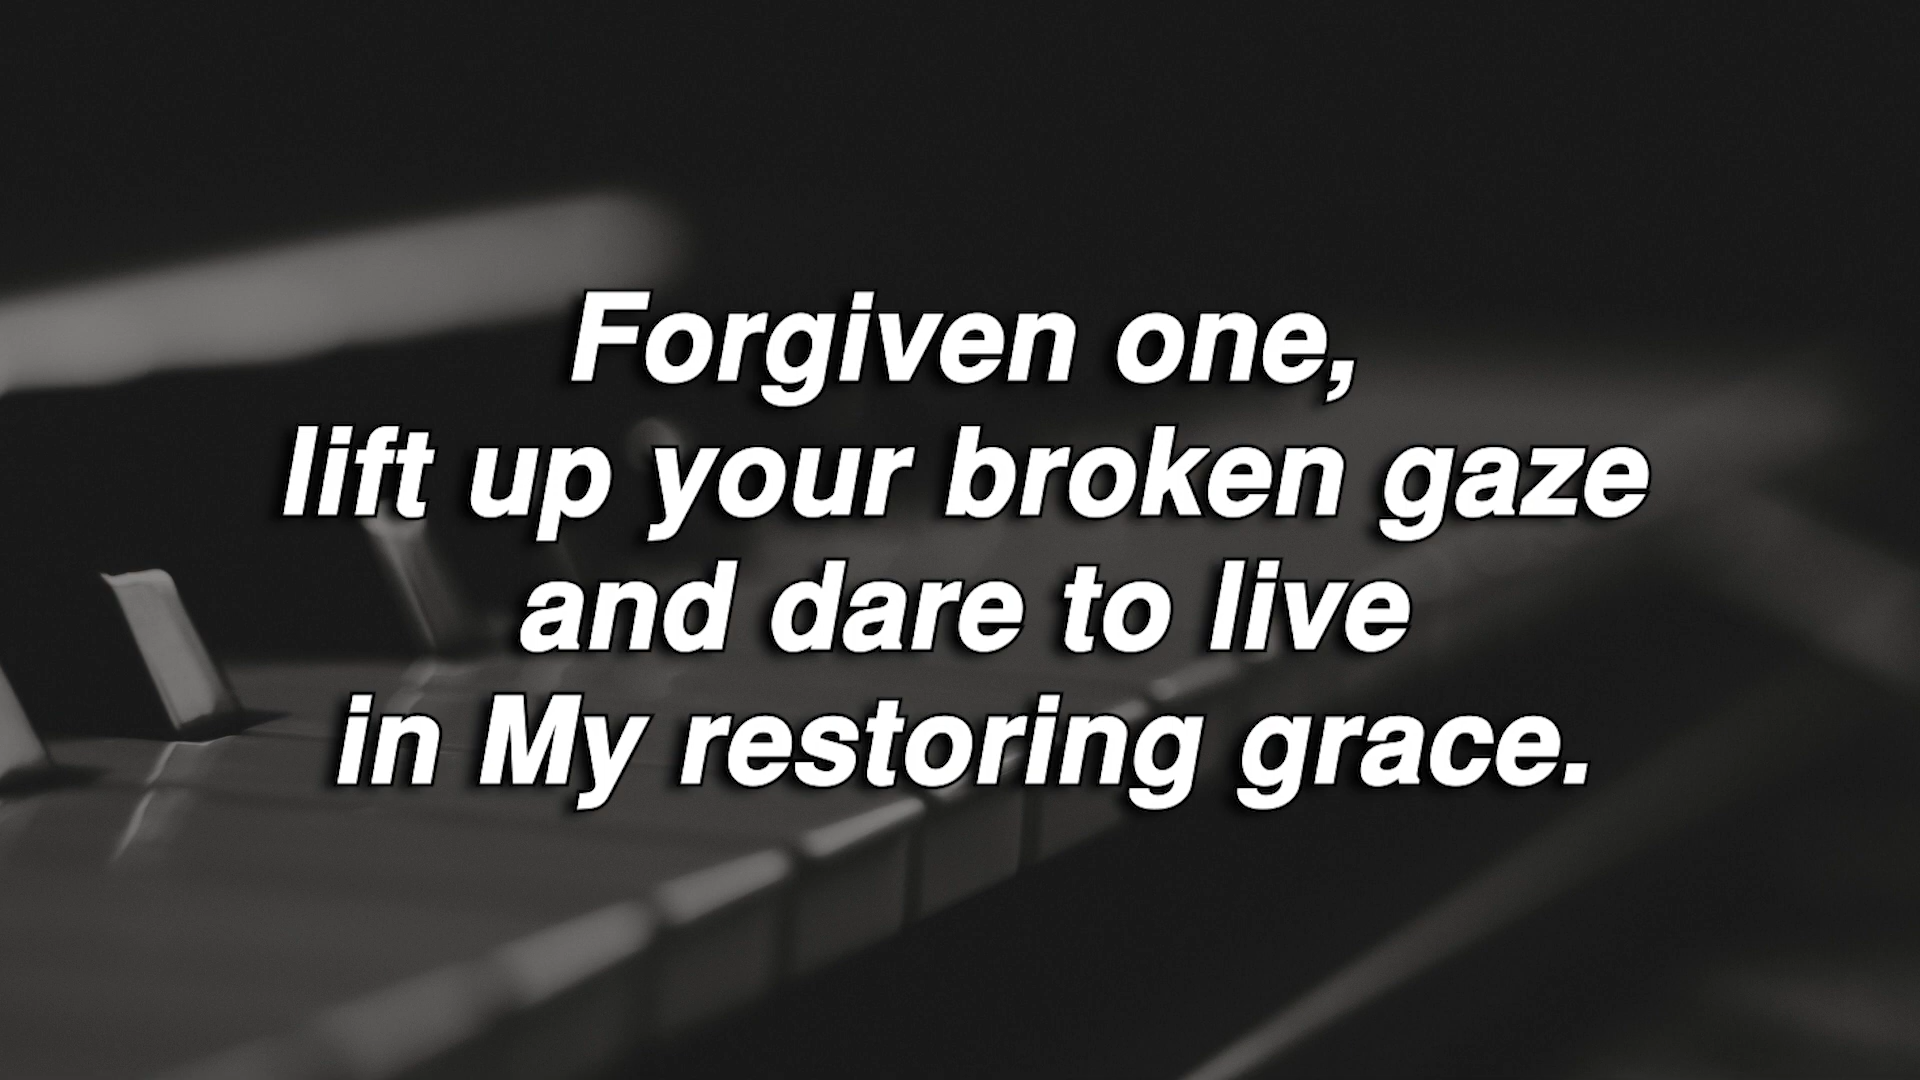 Forgiven one,
lift up your broken gaze
and dare to live
in My restoring grace.